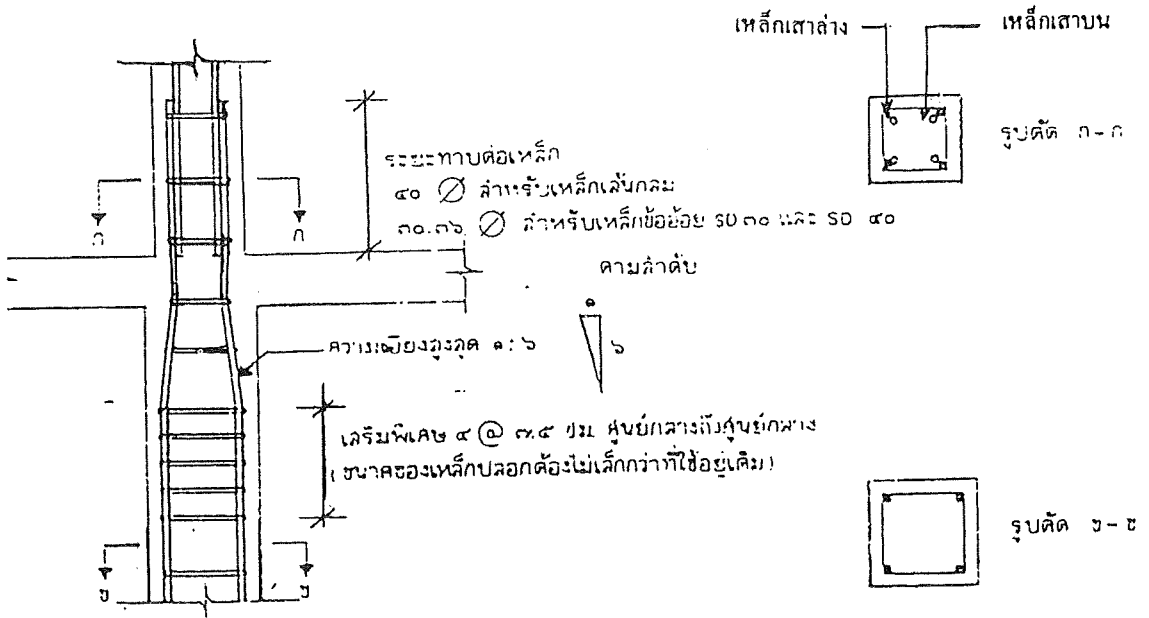 เหล็กเสาล่าง
เหล็กเสาบน
รูปตัด ก-ก
ระยะทาบต่อเหล็ก
๔๐ ∅ สำหรับเหล็กเส้นกลม
๓๐,๓๖ ∅ สำหรับเหล็กข้ออ้อย SD ๓๐ และ SD ๔๐
ตามลำดับ
ก
ก
๑
๖
ความเอียงสูงสุด ๑:๖
เสริมพิเศษ ๔ @ ๗.๕ ซม. ศูนย์กลางถึงศูนย์กลาง
(ขนาดของเหล็กปลอกต้องไม่เล็กกว่าที่ใช้อยู่เดิม)
รูปตัด ข-ข
ข
ข